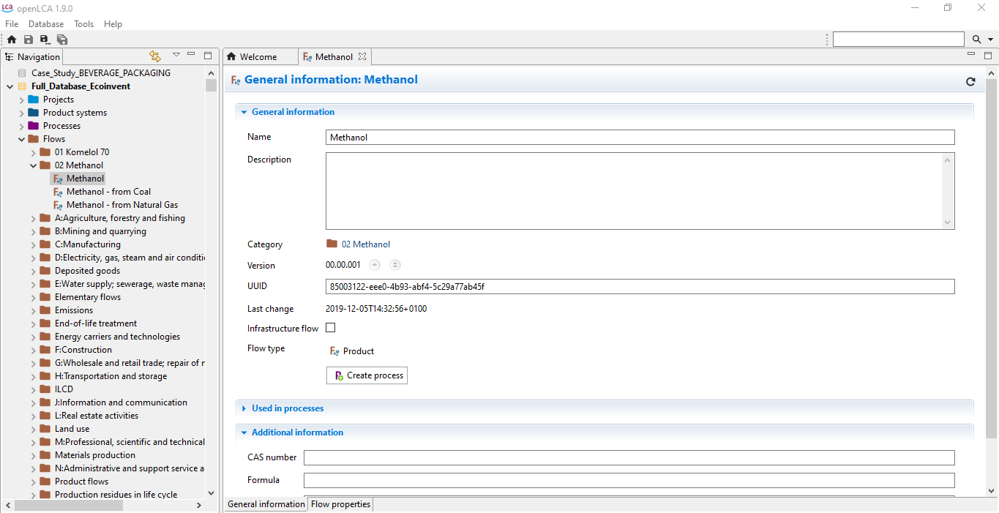 LCA openLCA 1.9.0
File Database Tools Help
Navigation
Case_Study_BEVERAGE_PACKAGING
Full_Database_Ecoinvent
Projects
Product systems
Processes
Flows
01 Komelol 70
02 Methanol
Methanol
Methanol - from Coal
Methanol - from Natural Gas
A:Agriculture, forestry and fishing
B:Mining and quarrying
C:Manufacturing
D:Electricity, gas, steam and air conditi
Deposited goods
E:Water supply; sewerage, waste manag
Elementary flows
Emissions
End-of-life treatment
Energy carriers and technologies
F:Construction
G:Wholesale and retail trade; repair of m
H:Transportation and storage
ILCD
J:Information and communication
L:Real estate activities
Land use
M:Professional, scientific and technical
Materials production
N:Administrative and support service a
Product flows
Production residues in life cycle
Welcome Methanol
General information: Methanol
General information
Name Methanol
Description
Category 02 Methanol
Version 00.00.001
UUID 85003122-eee0-4b93-abf4-5c29a77ab45f
Last change 2019-12-05T14:32:56+0100
Infrastructure flow
Flow type Product
Create process
Used in processes
Additional information
CAS number
Formula
General information Flow properties